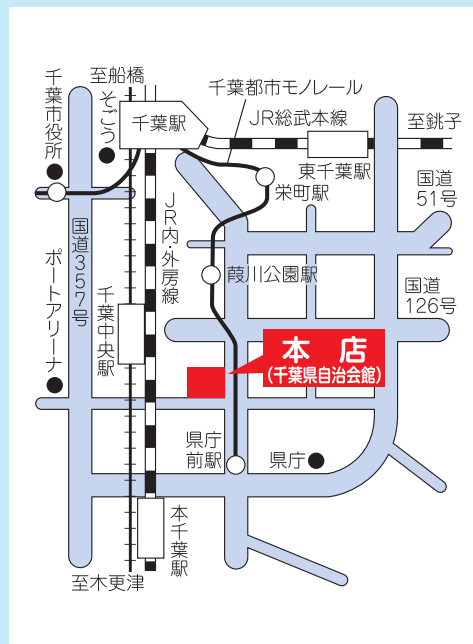 至船橋
千葉都市モノレール
千葉市役所
そごう
千葉駅
JR総武本線
至銚子
東千葉駅
栄町駅
国道
51号
JR内・外房線
国道357号
ポートアリーナ
千葉中央駅
葭川公園駅
国道
126号
本店
(千葉県自治会館)
県庁
前駅
県庁
本千葉駅
至木更津